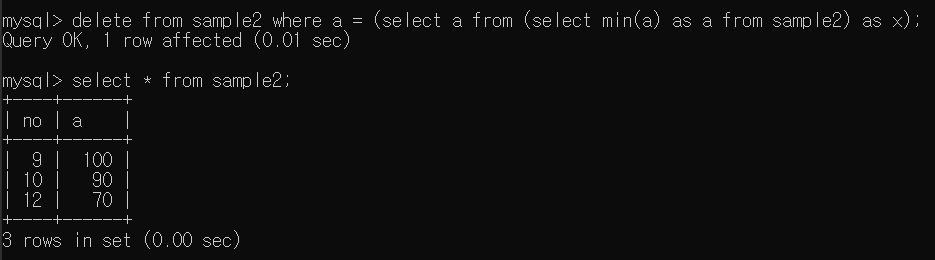 mysql> delete from sample2 where a = (select a from (select min(a) as a from sample2) as x);
Query OK, 1 row affected (0.01 sec)
mysql> select * from sample2;
+----+------+
| no | a    |
+----+------+
|  9 |  100 |
| 10 |   90 |
| 12 |   70 |
+----+------+
3 rows in set (0.00 sec)